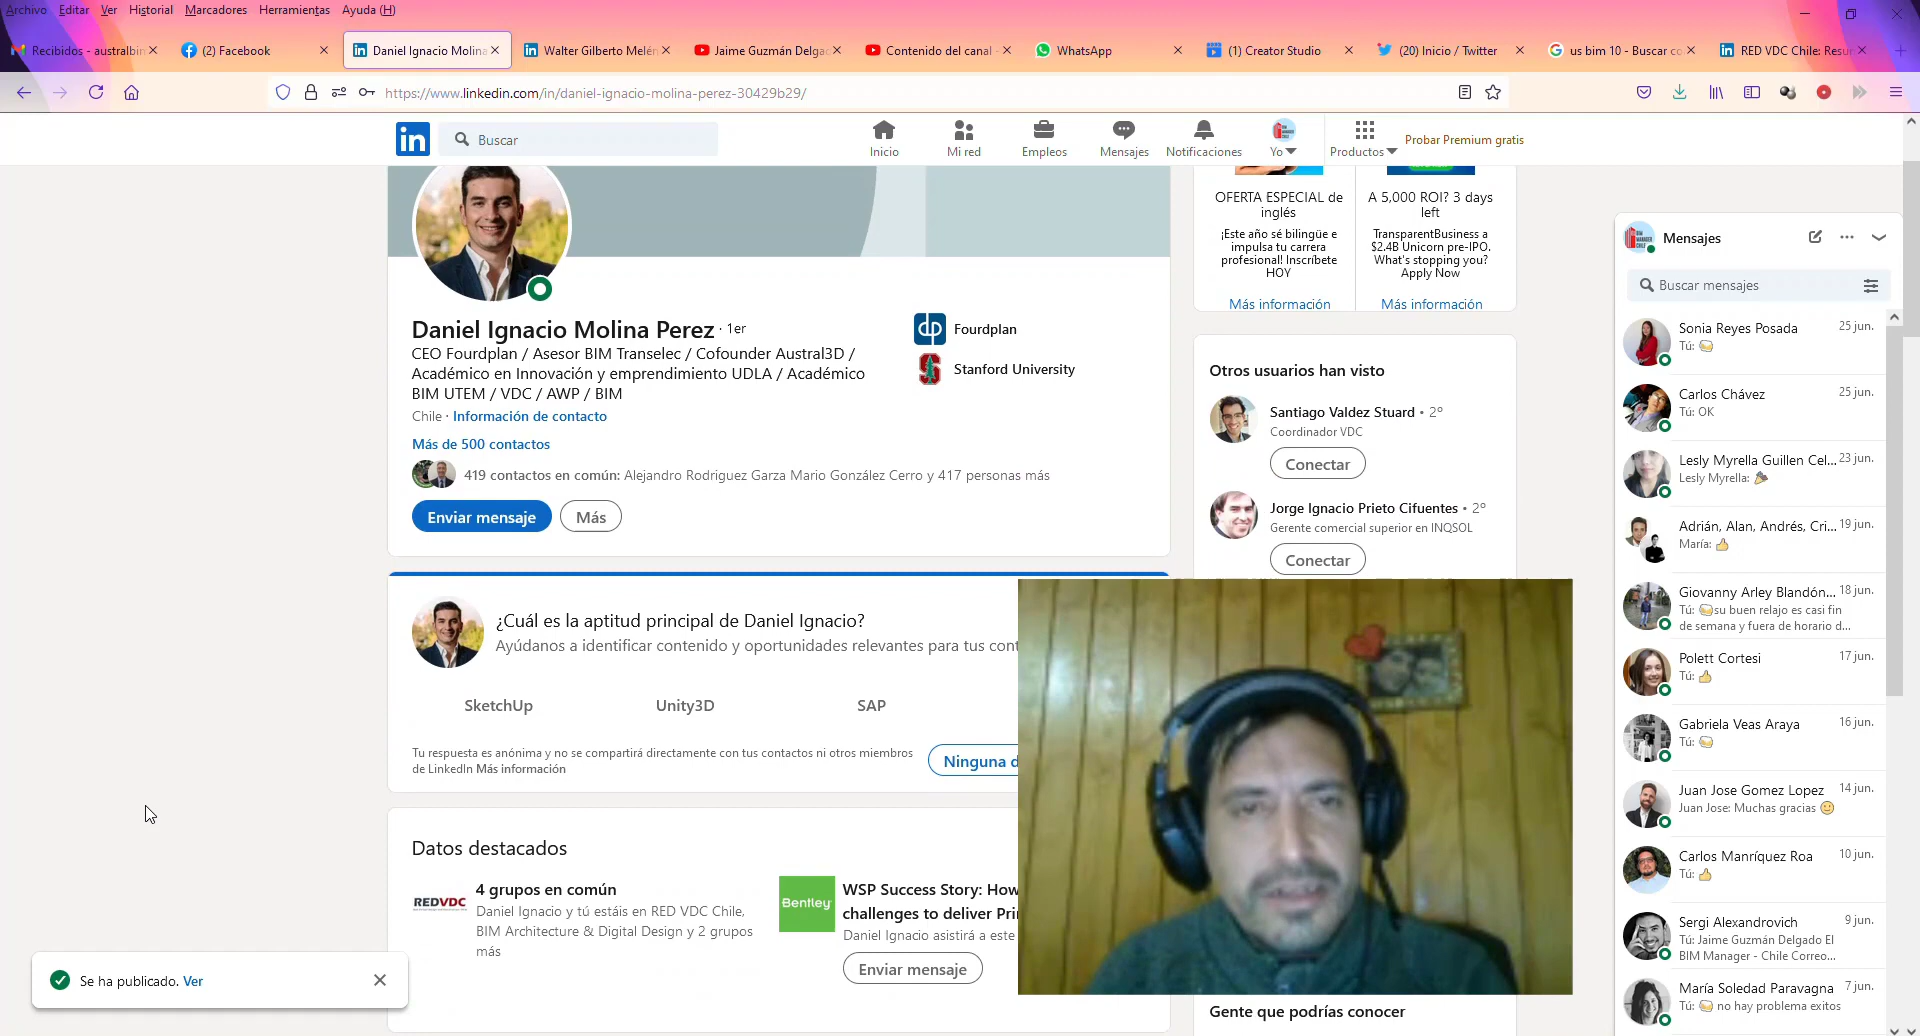 Archivo Editar Ver Historial Marcadores Herramientas Ayuda (H)
Recibidos - australbim
(2) Facebook
Daniel Ignacio Molina
Walter Gilberto Melén
Jaime Guzmán Delgad
Contenido del canal -
WhatsApp
(1) Creator Studio
(20) Inicio / Twitter
us bim 10 - Buscar co
RED VDC Chile: Resu
https://www.linkedin.com/in/daniel-ignacio-molina-perez-30429b29/
in
Buscar
Inicio
Mi red
Empleos
Mensajes
Notificaciones
Yo
Productos
Probar Premium gratis
Daniel Ignacio Molina Perez · 1er
CEO Fourdplan / Asesor BIM Transelec / Cofounder Austral3D /
Académico en Innovación y emprendimiento UDLA / Académico
BIM UTEM / VDC / AWP / BIM
Chile · Información de contacto
Más de 500 contactos
419 contactos en común: Alejandro Rodriguez Garza Mario González Cerro y 417 personas más
Enviar mensaje
Más
Fourdplan
Stanford University
¿Cuál es la aptitud principal de Daniel Ignacio?
Ayúdanos a identificar contenido y oportunidades relevantes para tus cont
SketchUp
Unity3D
SAP
Tu respuesta es anónima y no se compartirá directamente con tus contactos ni otros miembros
de LinkedIn Más información
Ninguna d
Datos destacados
REDVDC
4 grupos en común
Daniel Ignacio y tú estáis en RED VDC Chile,
BIM Architecture & Digital Design y 2 grupos
más
Bentley
WSP Success Story: How
challenges to deliver Pri
Daniel Ignacio asistirá a este
Enviar mensaje
Se ha publicado. Ver
OFERTA ESPECIAL de
inglés
¡Este año sé bilingüe e
impulsa tu carrera
profesional! Inscríbete
HOY
Más información
A 5,000 ROI? 3 days
left
TransparentBusiness a
$2.4B Unicorn pre-IPO.
What's stopping you?
Apply Now
Más información
Otros usuarios han visto
Santiago Valdez Stuard • 2º
Coordinador VDC
Conectar
Jorge Ignacio Prieto Cifuentes • 2º
Gerente comercial superior en INQSOL
Conectar
Gente que podrías conocer
Mensajes
Buscar mensajes
Sonia Reyes Posada 25 jun.
Tú:
Carlos Chávez 25 jun.
Tú: OK
Lesly Myrella Guillen Cel... 23 jun.
Lesly Myrella:
Adrián, Alan, Andrés, Cri... 19 jun.
María:
Giovanny Arley Blandón... 18 jun.
Tú: su buen relajo es casi fin
de semana y fuera de horario d...
Polett Cortesi 17 jun.
Tú:
Gabriela Veas Araya 16 jun.
Tú:
Juan Jose Gomez Lopez 14 jun.
Juan Jose: Muchas gracias
Carlos Manríquez Roa 10 jun.
Tú:
Sergi Alexandrovich 9 jun.
Tú: Jaime Guzmán Delgado El
BIM Manager - Chile Correo...
María Soledad Paravagna 7 jun.
Tú: no hay problema exitos